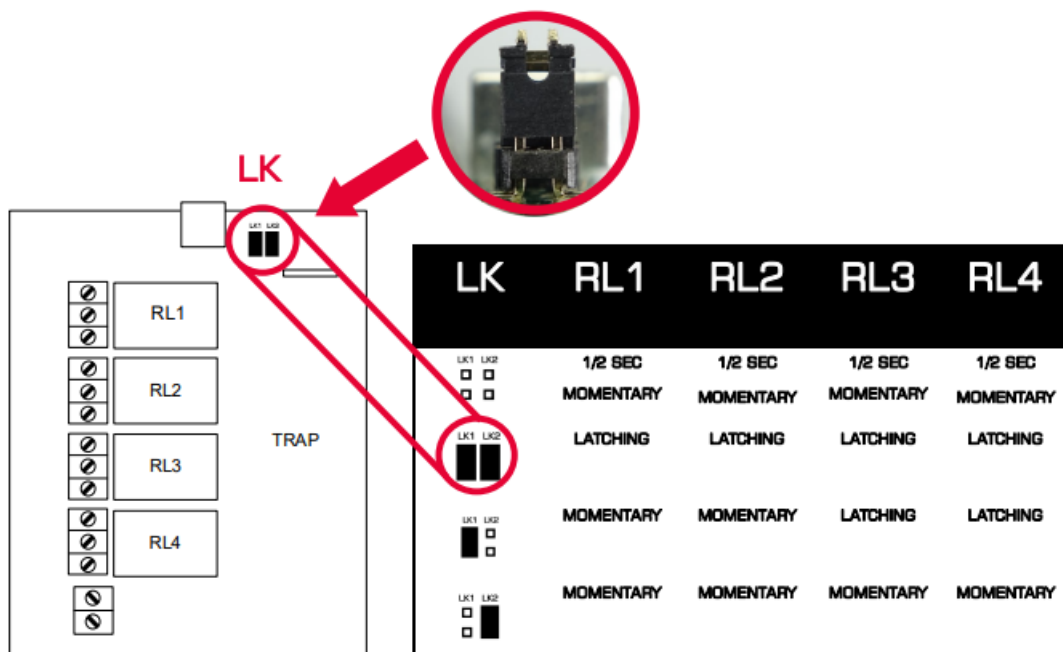 LK
LK1 LK2
RL1
RL2
RL3
RL4
TRAP
LK RL1 RL2 RL3 RL4
LK1 LK2 1/2 SEC 1/2 SEC 1/2 SEC 1/2 SEC
MOMENTARY MOMENTARY MOMENTARY MOMENTARY
LK1 LK2 LATCHING LATCHING LATCHING LATCHING
LK1 LK2 MOMENTARY MOMENTARY LATCHING LATCHING
LK1 LK2 MOMENTARY MOMENTARY MOMENTARY MOMENTARY